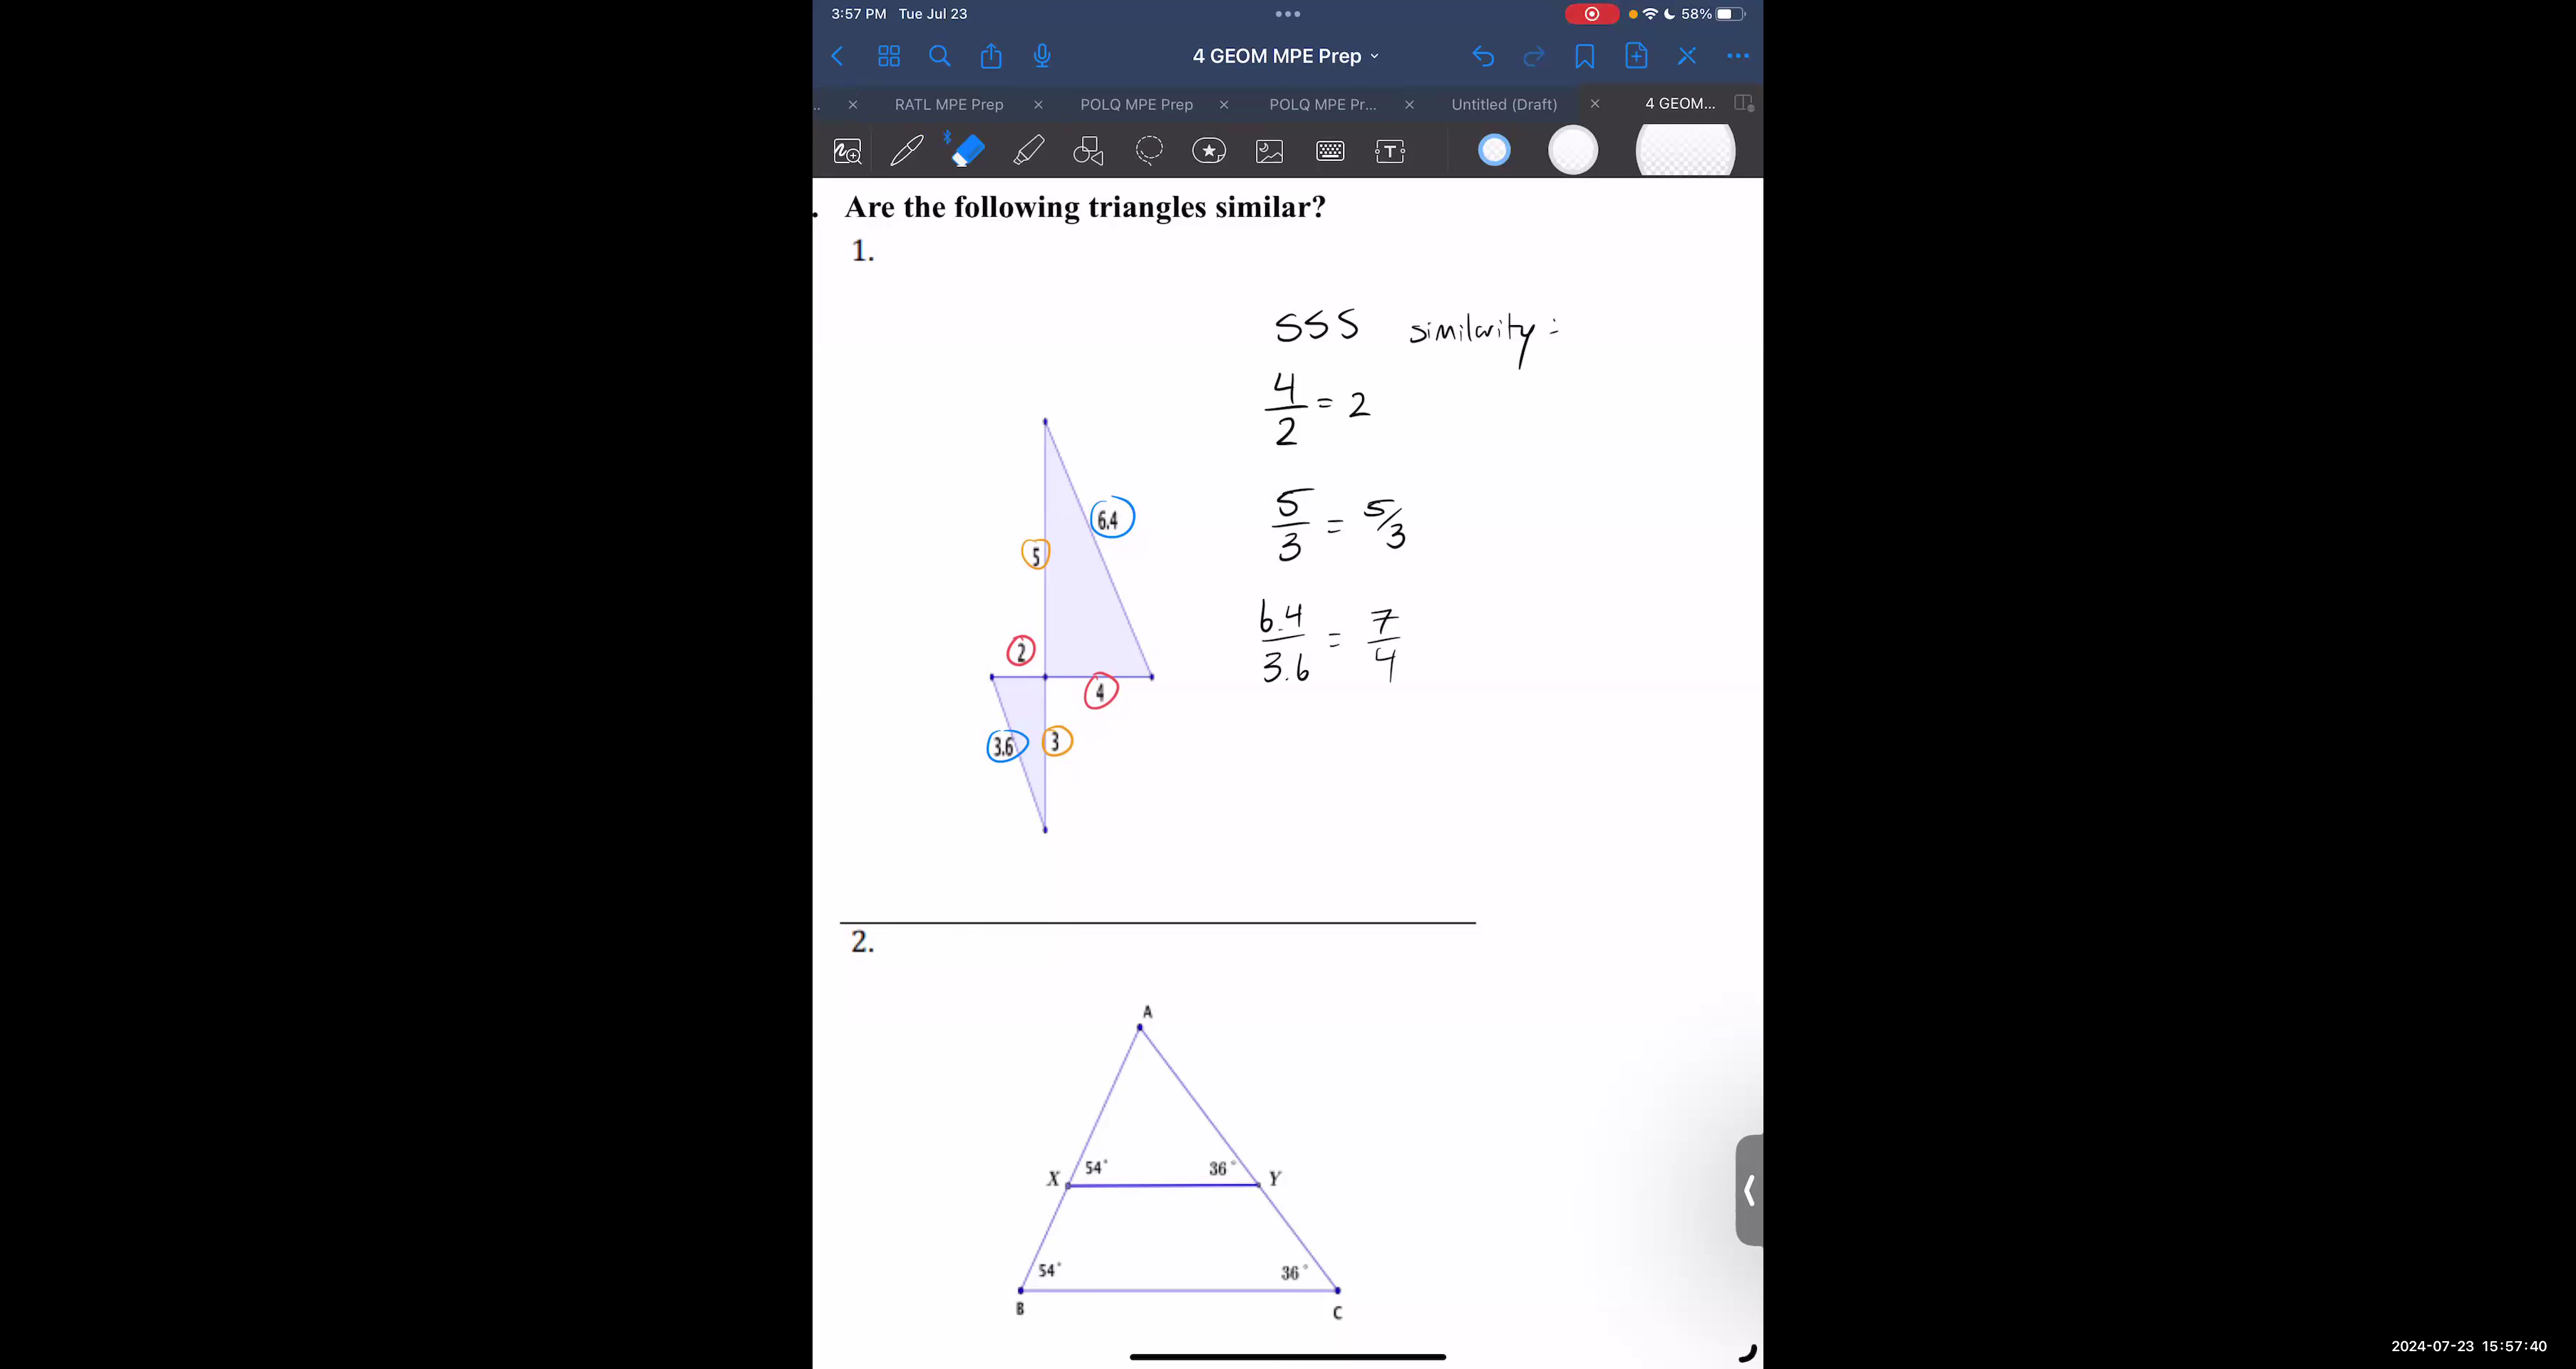 3:57 PM Tue Jul 23
58%
4 GEOM MPE Prep
..
RATL MPE Prep
POLQ MPE Prep
POLQ MPE Pr...
Untitled (Draft)
4 GEOM...
T
. Are the following triangles similar?
1.
SSS similarity :
4/2 = 2
5/3 = 5/3
6.4/3.6 = 7/4
6.4
5
2
4
3.6
3
2.
A
X 54° 36° Y
54° 36°
B C
2024-07-23 15:57:40